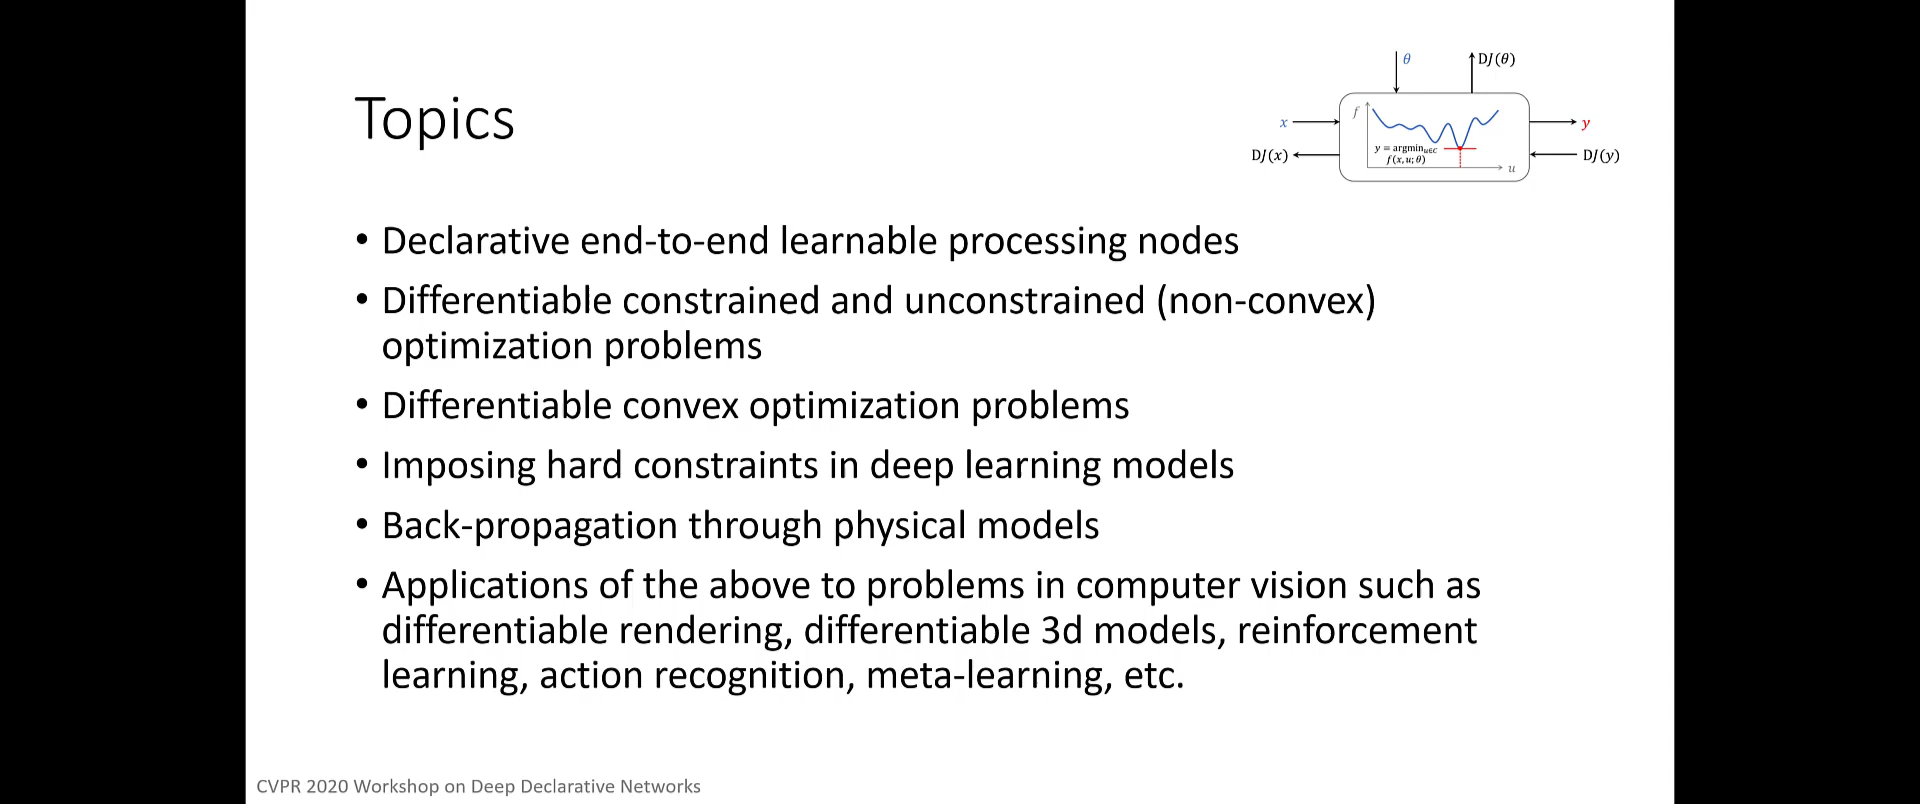 Topics
θ
DJ(θ)
f
x
y
y = argmin_{u∈C}
f(x, u; θ)
DJ(x)
DJ(y)
u
• Declarative end-to-end learnable processing nodes
• Differentiable constrained and unconstrained (non-convex)
optimization problems
• Differentiable convex optimization problems
• Imposing hard constraints in deep learning models
• Back-propagation through physical models
• Applications of the above to problems in computer vision such as
differentiable rendering, differentiable 3d models, reinforcement
learning, action recognition, meta-learning, etc.
CVPR 2020 Workshop on Deep Declarative Networks